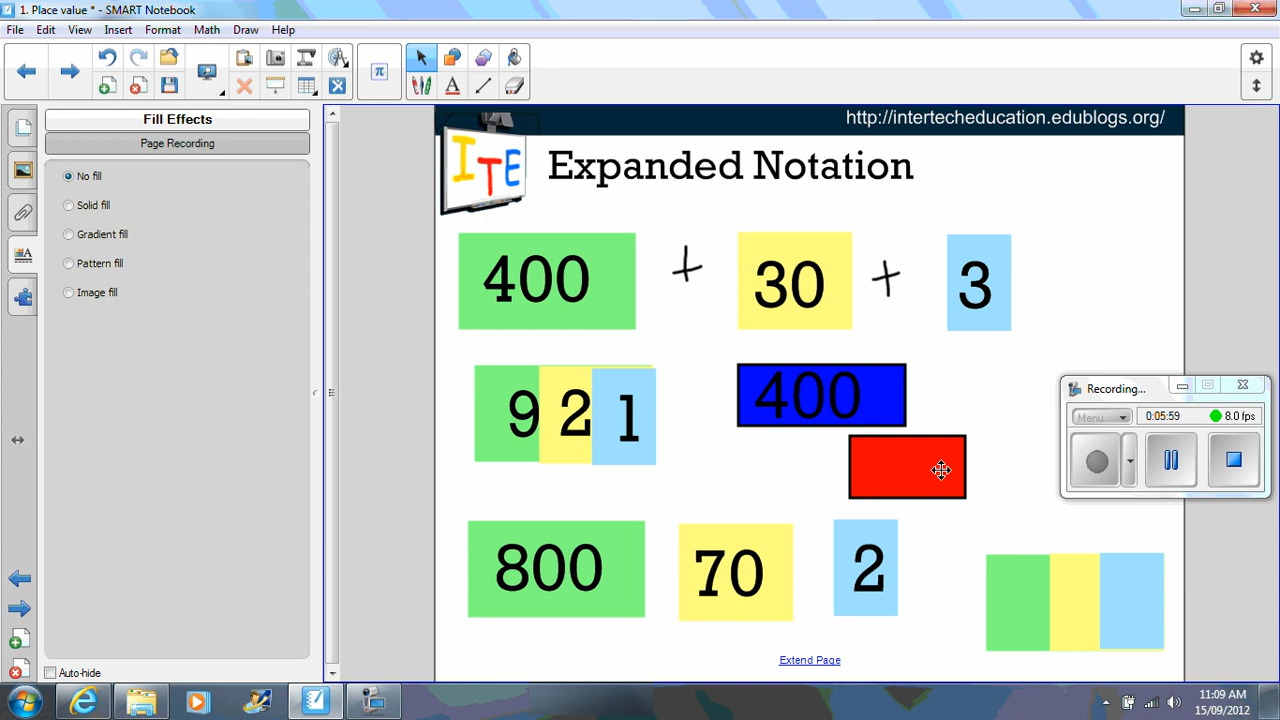 1. Place value * - SMART Notebook
File Edit View Insert Format Math Draw Help
π
A
Fill Effects
Page Recording
No fill
Solid fill
Gradient fill
Pattern fill
Image fill
Auto-hide
http://intertecheducation.edublogs.org/
ITE
Expanded Notation
400 + 30 + 3
9 2 1
400
800 70 2
Extend Page
Recording...
Menu
0:05:59
8.0 fps
11:09 AM
15/09/2012